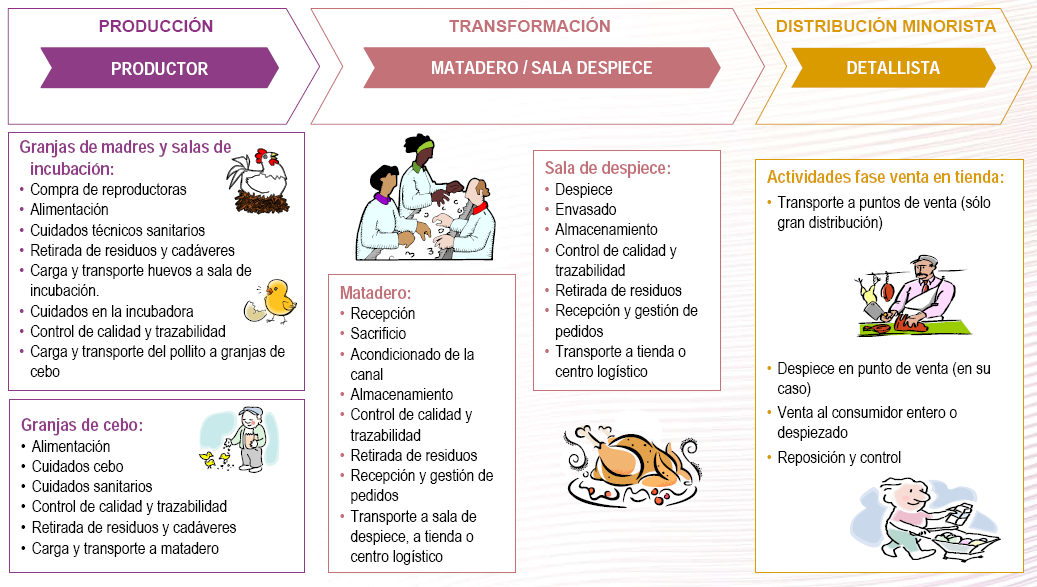 PRODUCCIÓN
PRODUCTOR
TRANSFORMACIÓN
MATADERO / SALA DESPIECE
DISTRIBUCIÓN MINORISTA
DETALLISTA
Granjas de madres y salas de
incubación:
• Compra de reproductoras
• Alimentación
• Cuidados técnicos sanitarios
• Retirada de residuos y cadáveres
• Carga y transporte huevos a sala de
incubación.
• Cuidados en la incubadora
• Control de calidad y trazabilidad
• Carga y transporte del pollito a granjas de
cebo
Granjas de cebo:
• Alimentación
• Cuidados cebo
• Cuidados sanitarios
• Control de calidad y trazabilidad
• Retirada de residuos y cadáveres
• Carga y transporte a matadero
Matadero:
• Recepción
• Sacrificio
• Acondicionado de la
canal
• Almacenamiento
• Control de calidad y
trazabilidad
• Retirada de residuos
• Recepción y gestión de
pedidos
• Transporte a sala de
despiece, a tienda o
centro logístico
Sala de despiece:
• Despiece
• Envasado
• Almacenamiento
• Control de calidad y
trazabilidad
• Retirada de residuos
• Recepción y gestión de
pedidos
• Transporte a tienda o
centro logístico
Actividades fase venta en tienda:
• Transporte a puntos de venta (sólo
gran distribución)
• Despiece en punto de venta (en su
caso)
• Venta al consumidor entero o
despiezado
• Reposición y control